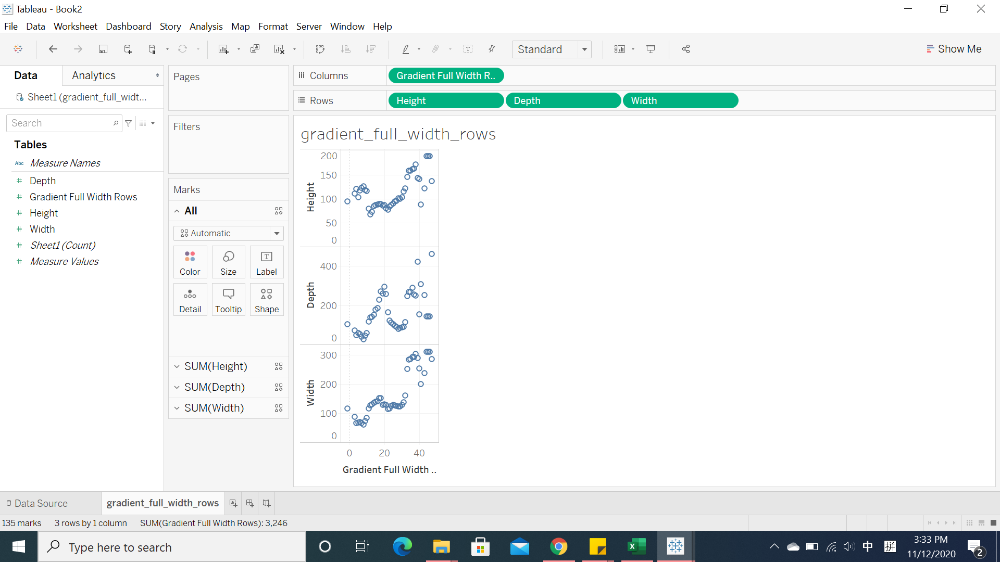 Tableau - Book2
File Data Worksheet Dashboard Story Analysis Map Format Server Window Help
Standard
Show Me
Data
Analytics
Sheet1 (gradient_full_widt...
Search
Tables
Abc Measure Names
# Depth
# Gradient Full Width Rows
# Height
# Width
# Sheet1 (Count)
# Measure Values
Pages
Filters
Marks
All
Automatic
Color Size Label
Detail Tooltip Shape
SUM(Height)
SUM(Depth)
SUM(Width)
Columns
Gradient Full Width R..
Rows
Height Depth Width
gradient_full_width_rows
Height
200
150
100
50
0
Depth
400
200
0
Width
300
200
100
0
0 20 40
Gradient Full Width ..
Data Source
gradient_full_width_rows
135 marks 3 rows by 1 column SUM(Gradient Full Width Rows): 3,246
Type here to search
中
拼
3:33 PM
11/12/2020
2